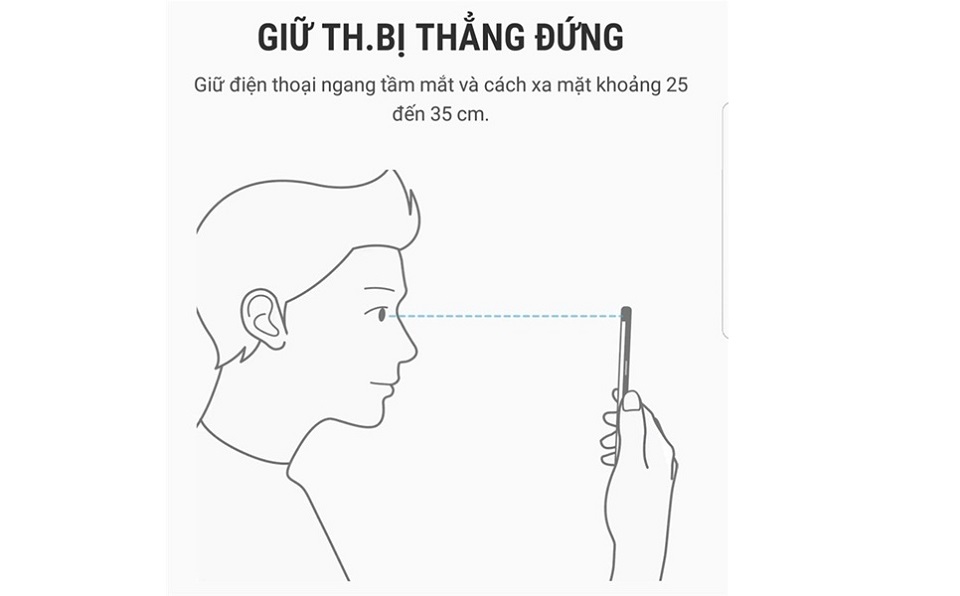 GIỮ TH.BỊ THẲNG ĐỨNG
Giữ điện thoại ngang tầm mắt và cách xa mặt khoảng 25
đến 35 cm.